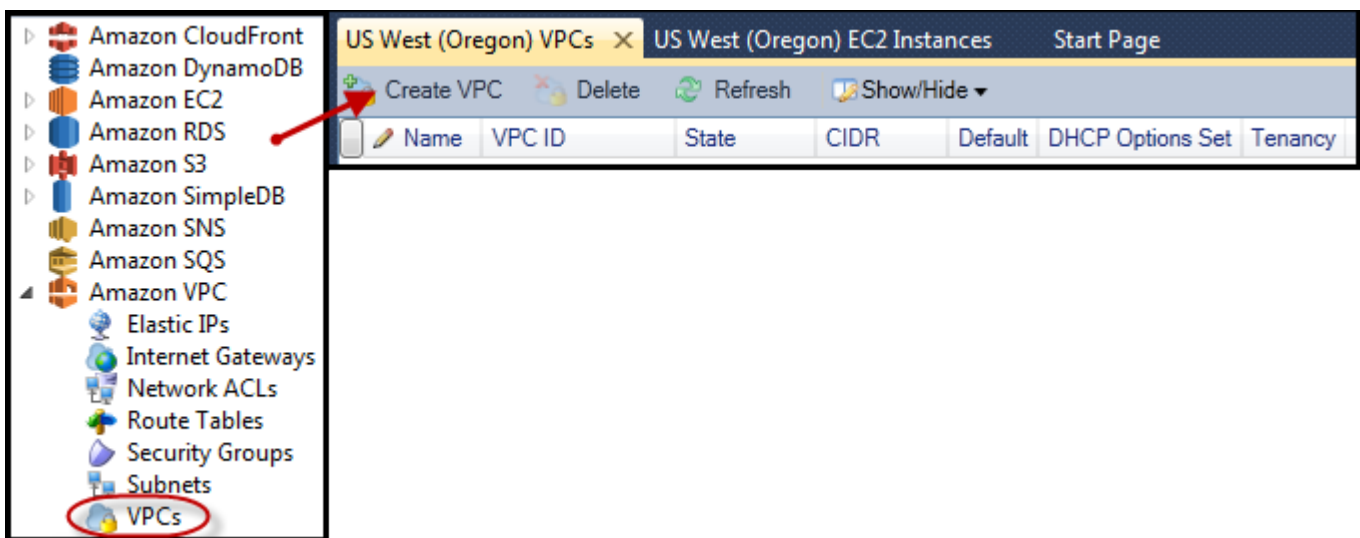 Amazon CloudFront
Amazon DynamoDB
Amazon EC2
Amazon RDS
Amazon S3
Amazon SimpleDB
Amazon SNS
Amazon SQS
Amazon VPC
Elastic IPs
Internet Gateways
Network ACLs
Route Tables
Security Groups
Subnets
VPCs
US West (Oregon) VPCs US West (Oregon) EC2 Instances Start Page
Create VPC Delete Refresh Show/Hide
Name VPC ID State CIDR Default DHCP Options Set Tenancy